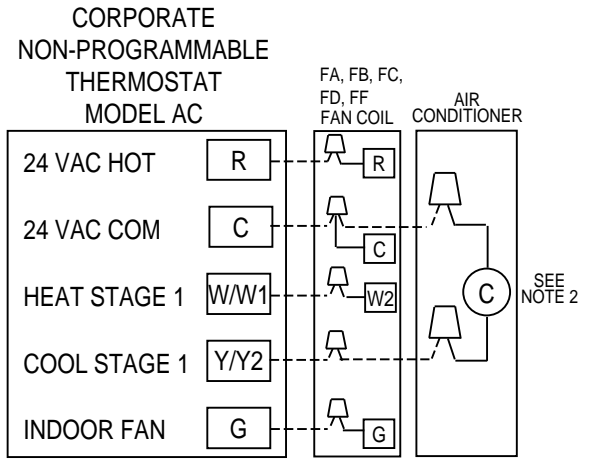 CORPORATE
NON-PROGRAMMABLE
THERMOSTAT
MODEL AC
FA, FB, FC,
FD, FF
FAN COIL
AIR
CONDITIONER
24 VAC HOT R R
24 VAC COM C C
HEAT STAGE 1 W/W1 W2
C SEE
NOTE 2
COOL STAGE 1 Y/Y2
INDOOR FAN G G